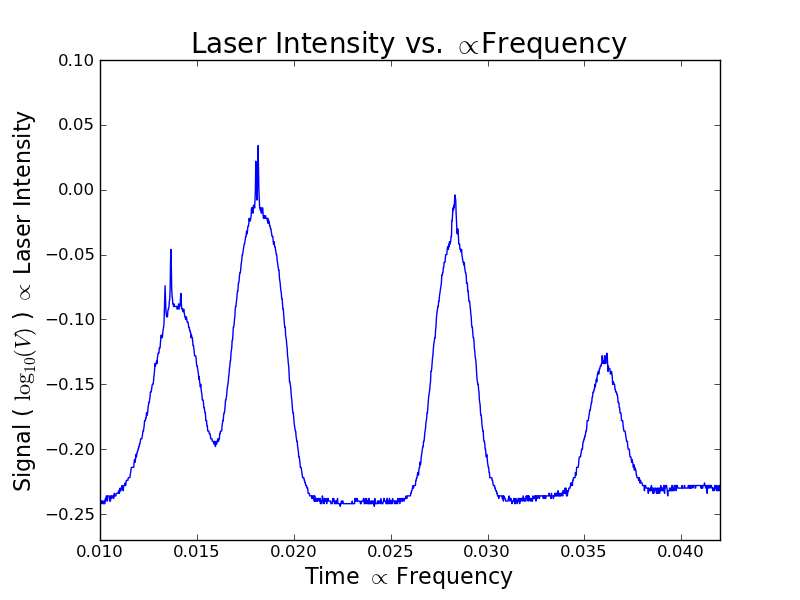 Laser Intensity vs. ∝Frequency
Signal ( log10(V) ) ∝ Laser Intensity
0.10
0.05
0.00
−0.05
−0.10
−0.15
−0.20
−0.25
0.010 0.015 0.020 0.025 0.030 0.035 0.040
Time ∝ Frequency